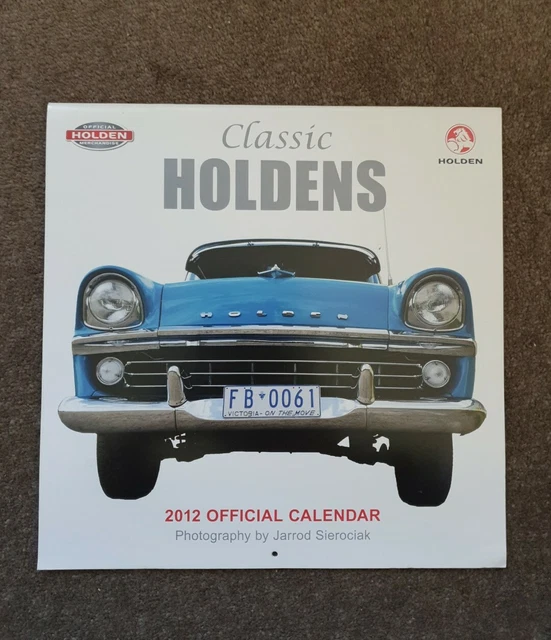 OFFICIAL
HOLDEN
MERCHANDISE
Classic
HOLDENS
HOLDEN
HOLDEN
FB 0061
VICTORIA - ON THE MOVE
2012 OFFICIAL CALENDAR
Photography by Jarrod Sierociak